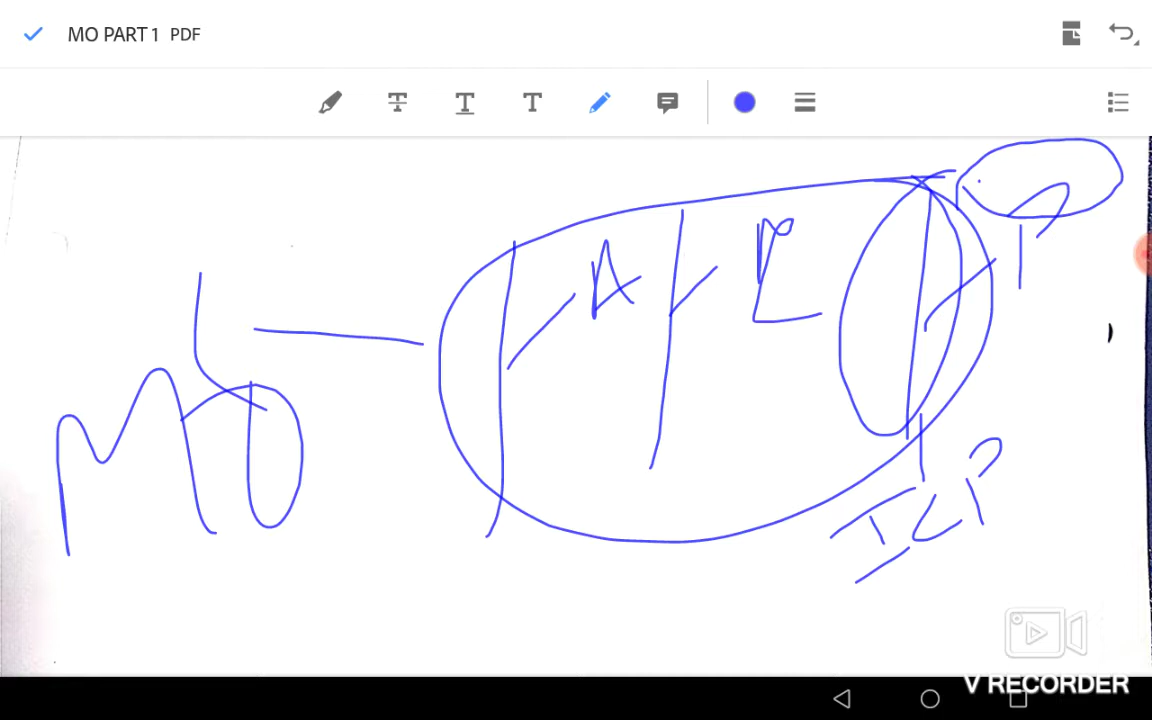 MO PART 1 PDF
T T T
P
A
MO
ICP
V RECORDER